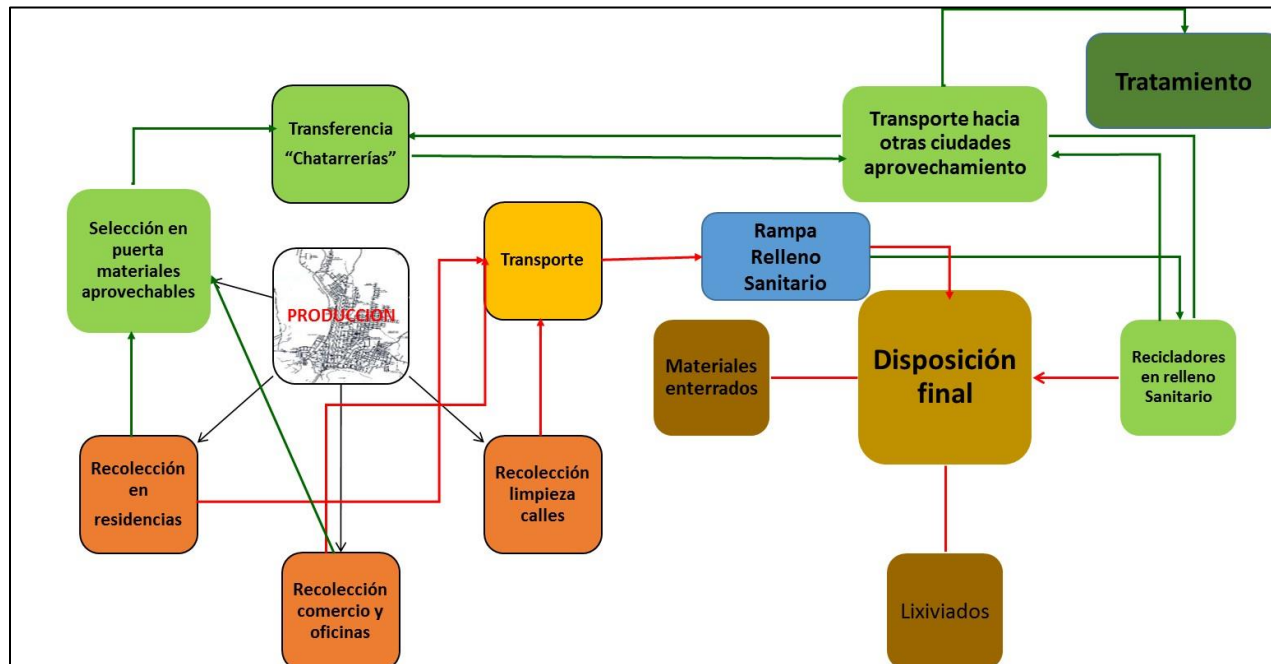 Tratamiento
Transferencia
“Chatarrerías”
Transporte hacia
otras ciudades
aprovechamiento
Selección en
puerta
materiales
aprovechables
PRODUCCION
Transporte
Rampa
Relleno
Sanitario
Materiales
enterrados
Disposición
final
Recicladores
en relleno
Sanitario
Recolección
en
residencias
Recolección
limpieza
calles
Recolección
comercio y
oficinas
Lixiviados